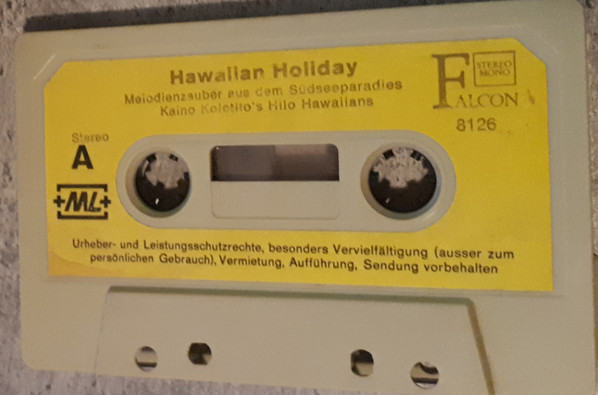 Hawaiian Holiday
Melodienzauber aus dem Südseeparadies
Kaino Kolotilo's Hilo Hawaiians
FALCON
STEREO
MONO
8126
Stereo
A
+ML+
Urheber- und Leistungsschutzrechte, besonders Vervielfältigung (ausser zum
persönlichen Gebrauch), Vermietung, Aufführung, Sendung vorbehalten